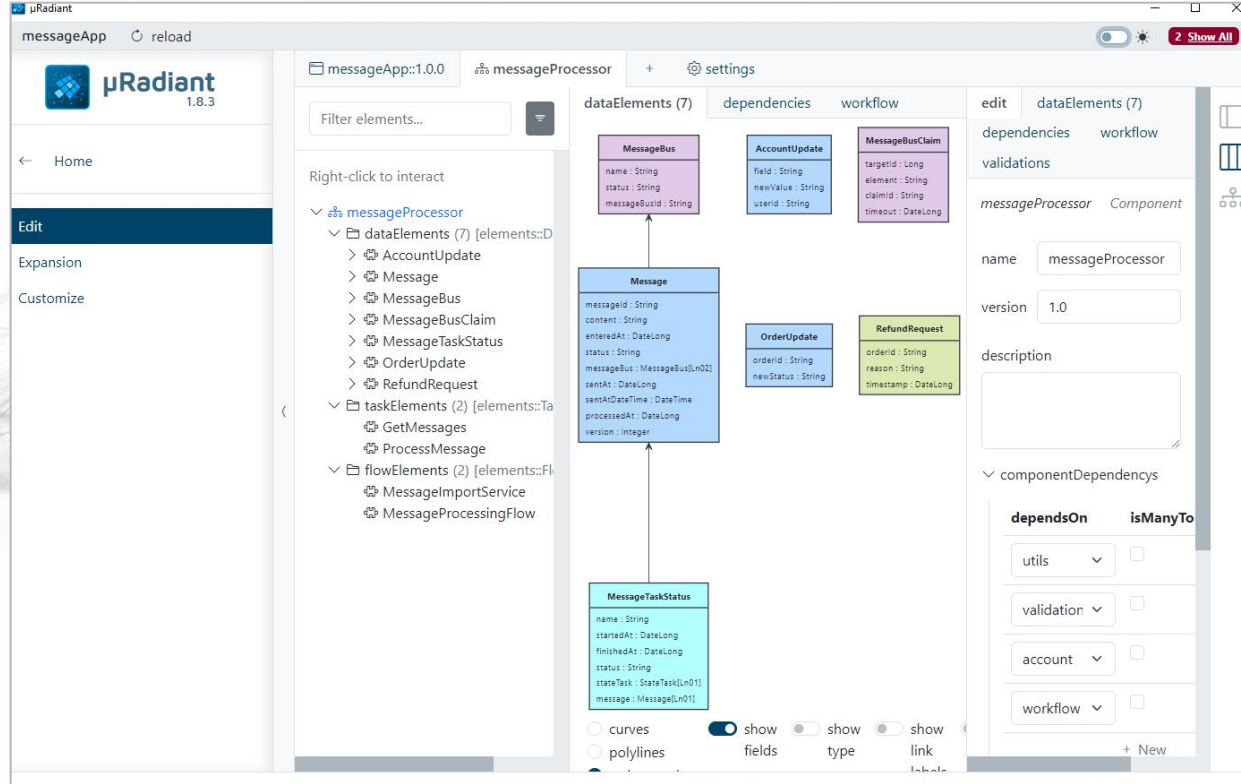 µRadiant
messageApp reload
2 Show All
µRadiant
1.8.3
← Home
Edit
Expansion
Customize
messageApp::1.0.0 messageProcessor + settings
Filter elements...
Right-click to interact
messageProcessor
dataElements (7) [elements::D
AccountUpdate
Message
MessageBus
MessageBusClaim
MessageTaskStatus
OrderUpdate
RefundRequest
taskElements (2) [elements::Ta
GetMessages
ProcessMessage
flowElements (2) [elements::Fl
MessageImportService
MessageProcessingFlow
dataElements (7) dependencies workflow
MessageBus
name : String
status : String
messageBusId : String
AccountUpdate
field : String
newValue : String
userId : String
MessageBusClaim
targetId : Long
element : String
claimId : String
timeout : DateLong
Message
messageId : String
content : String
enteredAt : DateLong
status : String
messageBus : MessageBus[Ln02]
sentAt : DateLong
sentAtDateTime : DateTime
processedAt : DateLong
version : Integer
OrderUpdate
orderId : String
newStatus : String
RefundRequest
orderId : String
reason : String
timestamp : DateLong
MessageTaskStatus
name : String
startedAt : DateLong
finishedAt : DateLong
status : String
stateTask : StateTask[Ln01]
message : Message[Ln01]
curves
polylines
show fields
show type
show link labels
edit dataElements (7)
dependencies workflow
validations
messageProcessor Component
name messageProcessor
version 1.0
description
componentDependencys
dependsOn isManyTo
utils
validation
account
workflow
+ New